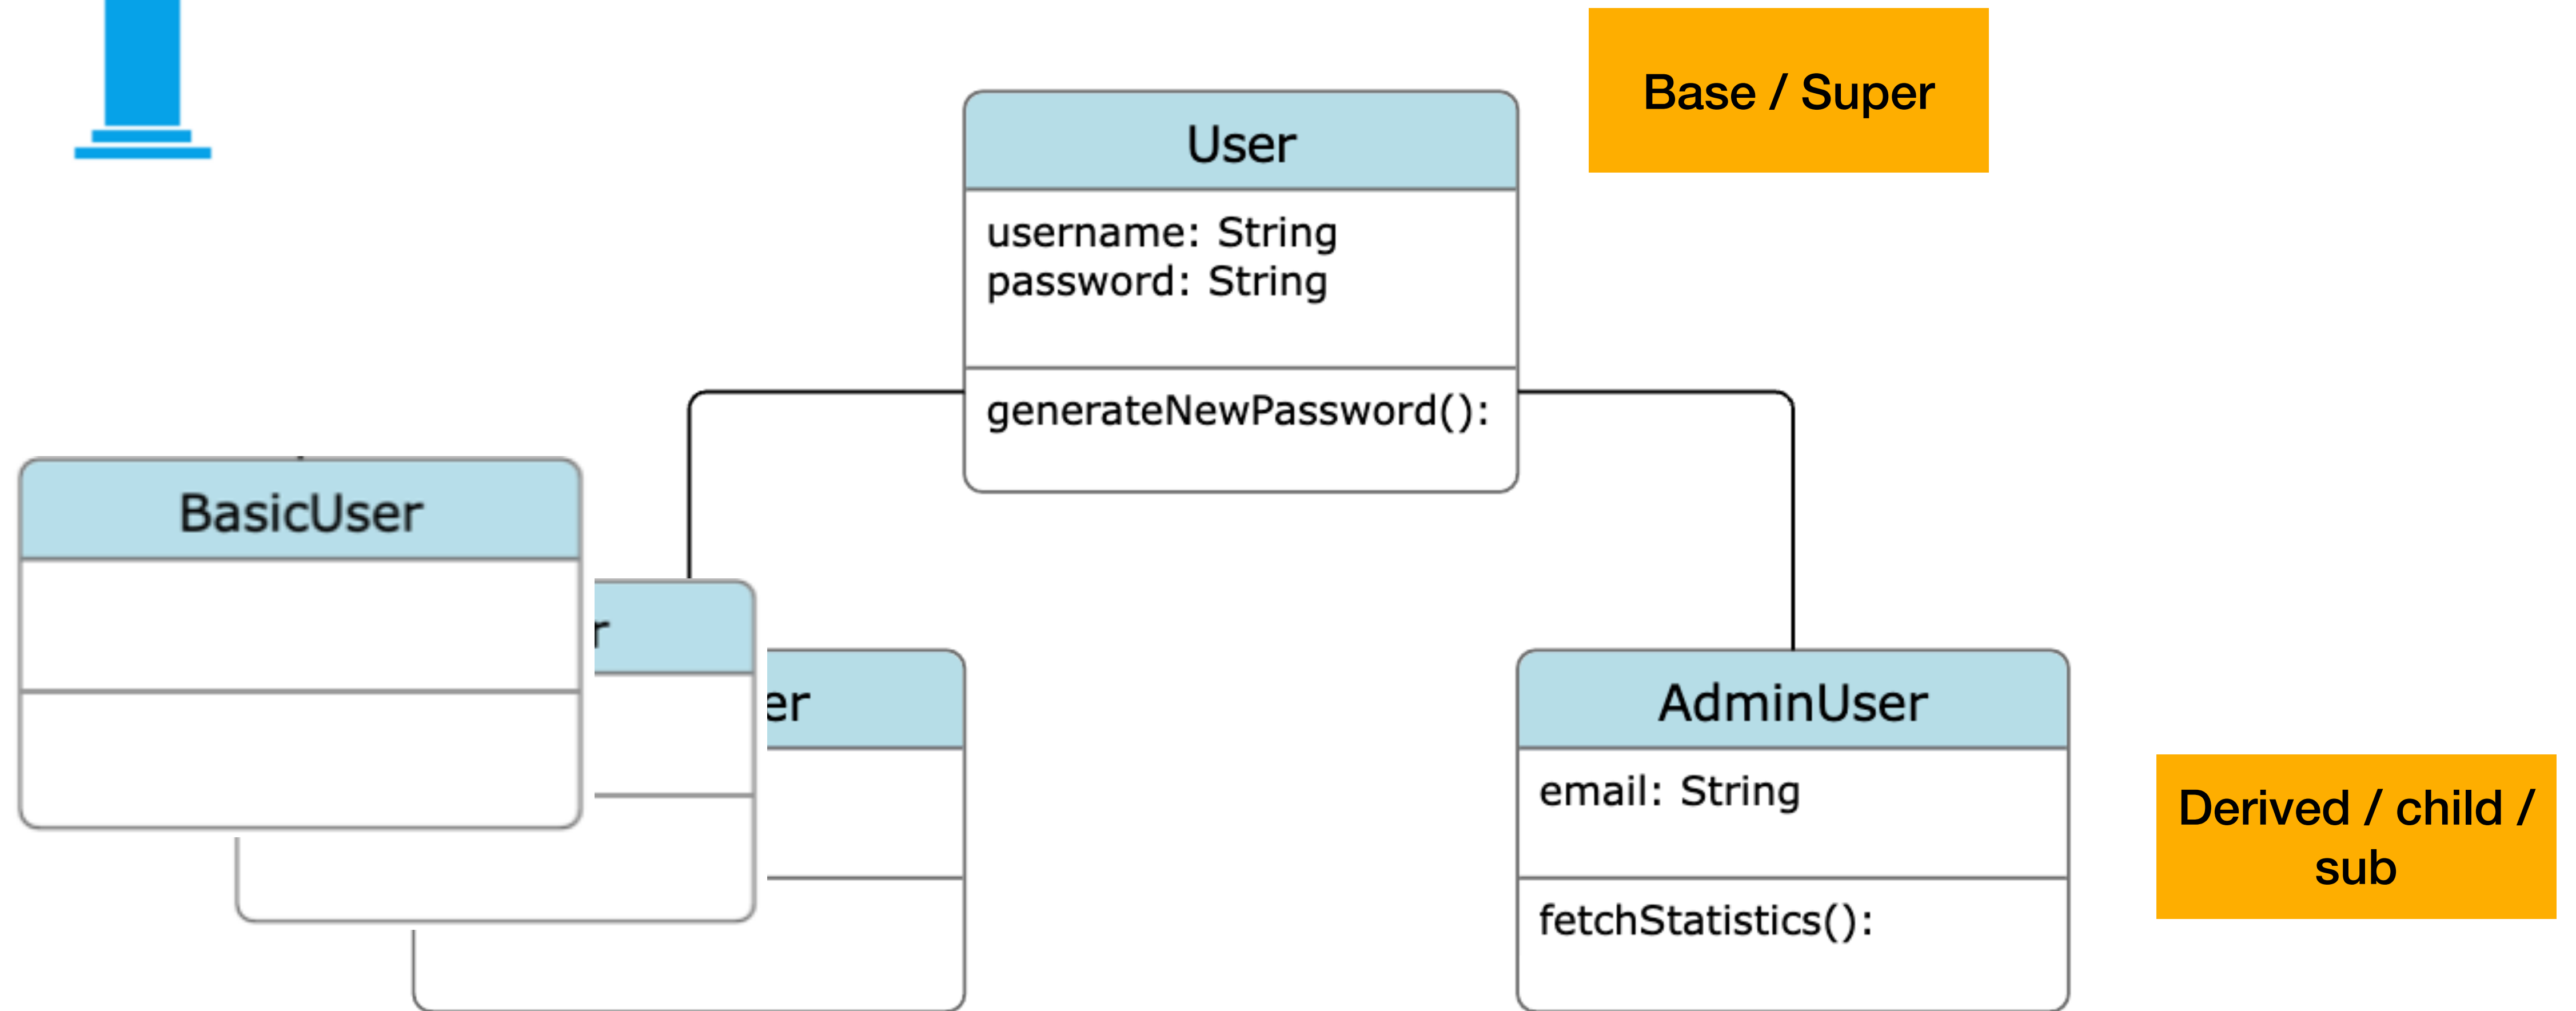 Base / Super
User
username: String
password: String
generateNewPassword():
BasicUser
r
er
AdminUser
email: String
fetchStatistics():
Derived / child /
sub